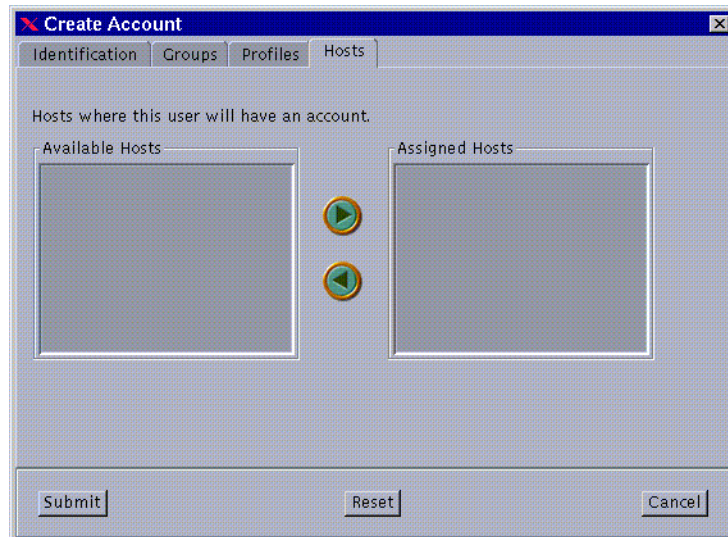 Create Account
Identification Groups Profiles Hosts
Hosts where this user will have an account.
Available Hosts Assigned Hosts
Submit Reset Cancel